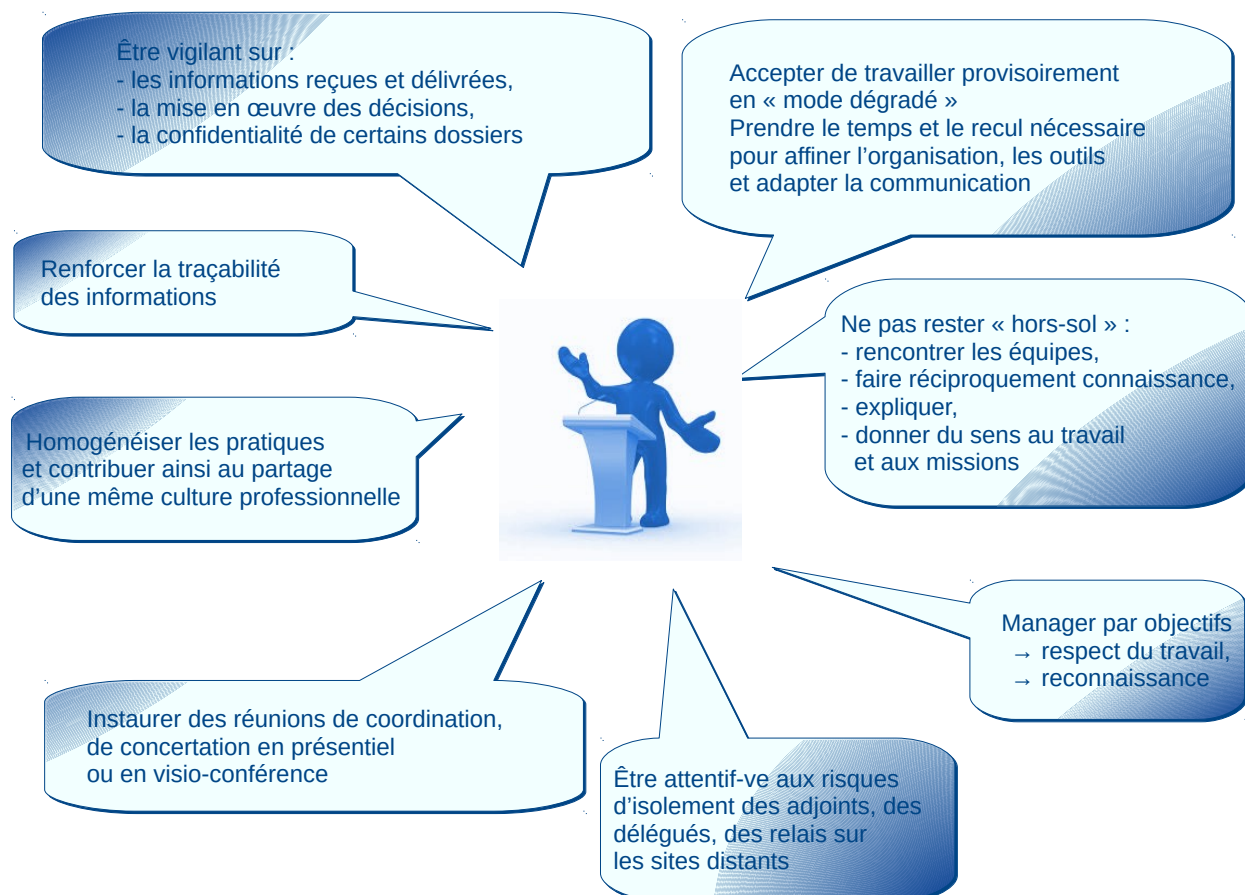 Être vigilant sur :
- les informations reçues et délivrées,
- la mise en œuvre des décisions,
- la confidentialité de certains dossiers
Accepter de travailler provisoirement
en « mode dégradé »
Prendre le temps et le recul nécessaire
pour affiner l’organisation, les outils
et adapter la communication
Renforcer la traçabilité
des informations
Ne pas rester « hors-sol » :
- rencontrer les équipes,
- faire réciproquement connaissance,
- expliquer,
- donner du sens au travail
et aux missions
Homogénéiser les pratiques
et contribuer ainsi au partage
d’une même culture professionnelle
Manager par objectifs
→ respect du travail,
→ reconnaissance
Instaurer des réunions de coordination,
de concertation en présentiel
ou en visio-conférence
Être attentif-ve aux risques
d’isolement des adjoints, des
délégués, des relais sur
les sites distants